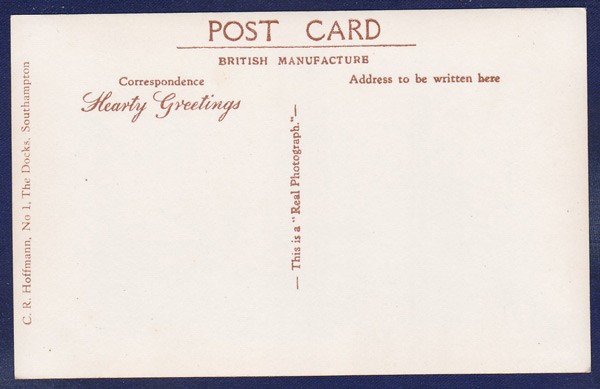 POST CARD
BRITISH MANUFACTURE
Correspondence
Hearty Greetings
Address to be written here
— This is a "Real Photograph." —
C. R. Hoffmann, No 1, The Docks, Southampton